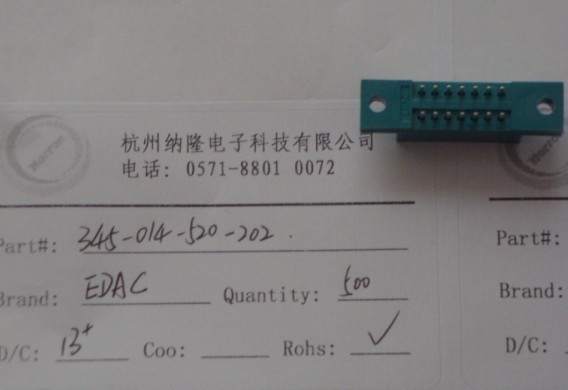 杭州纳隆电子科技有限公司
电话: 0571-8801 0072
Part#: 345-014-520-202. Part#:
Brand: EDAC Quantity: 500 Brand:
D/C: 13+ Coo: Rohs: ✓ D/C: